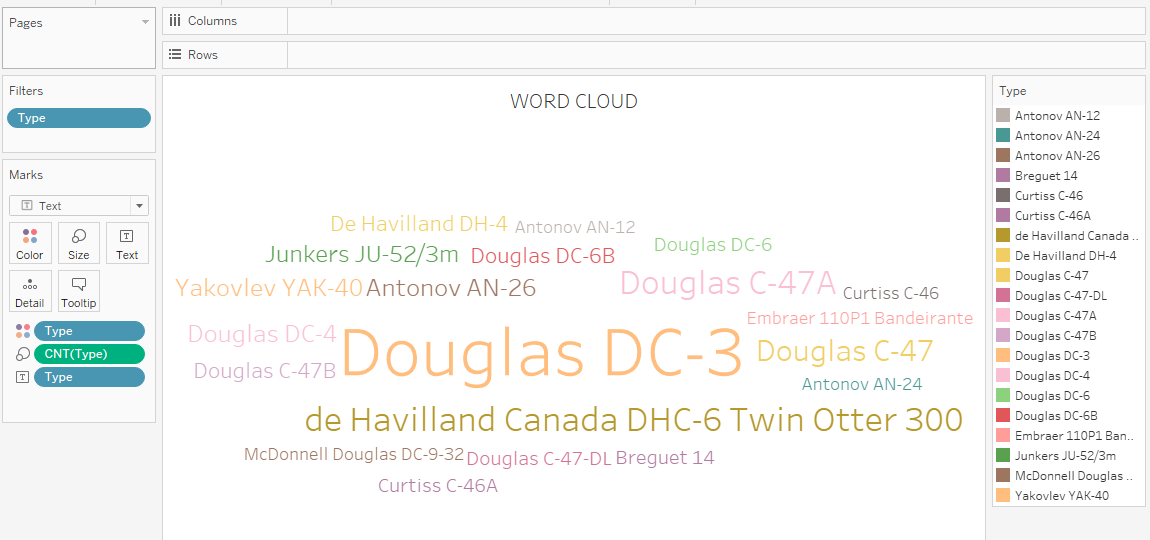 Pages
Columns
Rows
Filters
Type
Marks
Text
Color
Size
Text
Detail
Tooltip
Type
CNT(Type)
Type
WORD CLOUD
De Havilland DH-4
Antonov AN-12
Douglas DC-6
Junkers JU-52/3m
Douglas DC-6B
Yakovlev YAK-40
Antonov AN-26
Douglas C-47A
Curtiss C-46
Embraer 110P1 Bandeirante
Douglas DC-4
Douglas DC-3
Douglas C-47
Douglas C-47B
Antonov AN-24
de Havilland Canada DHC-6 Twin Otter 300
McDonnell Douglas DC-9-32
Douglas C-47-DL
Breguet 14
Curtiss C-46A
Type
Antonov AN-12
Antonov AN-24
Antonov AN-26
Breguet 14
Curtiss C-46
Curtiss C-46A
de Havilland Canada ..
De Havilland DH-4
Douglas C-47
Douglas C-47-DL
Douglas C-47A
Douglas C-47B
Douglas DC-3
Douglas DC-4
Douglas DC-6
Douglas DC-6B
Embraer 110P1 Ban..
Junkers JU-52/3m
McDonnell Douglas ..
Yakovlev YAK-40